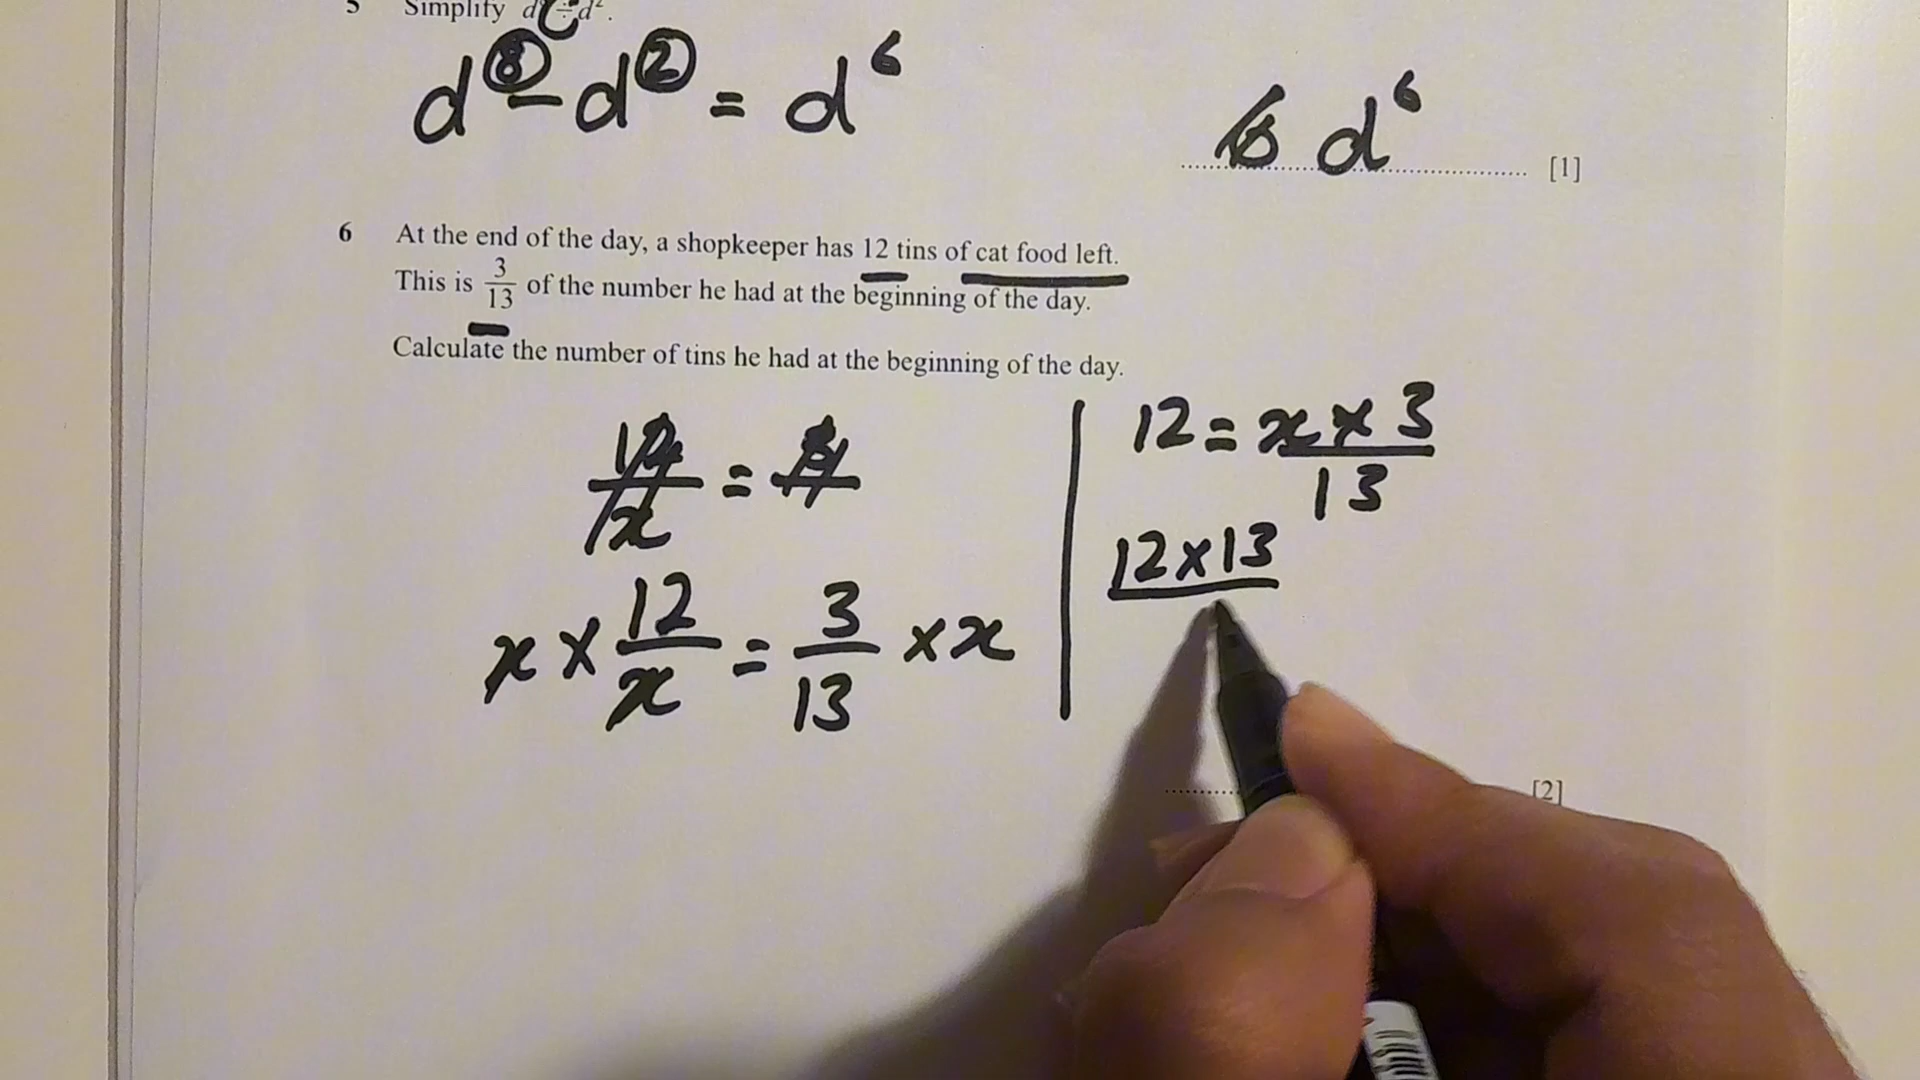 5 Simplify d ÷ d².
d⁸ − d² = d⁶
d⁶
[1]
6 At the end of the day, a shopkeeper has 12 tins of cat food left.
This is 3/13 of the number he had at the beginning of the day.
Calculate the number of tins he had at the beginning of the day.
12 = x × 3 / 13
12 × 13
x × 12/x = 3/13 × x
[2]